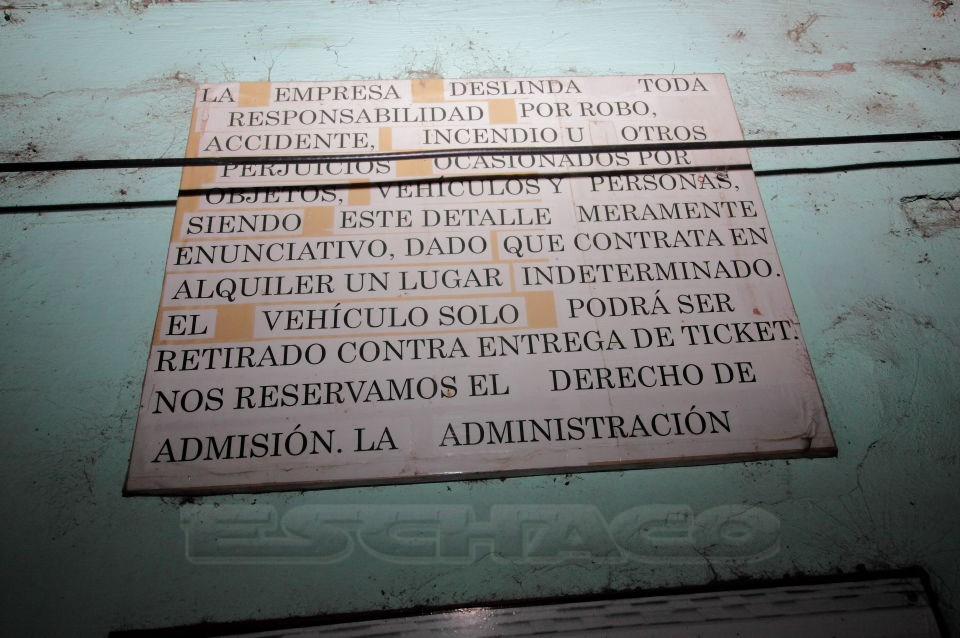 LA EMPRESA DESLINDA TODA
RESPONSABILIDAD POR ROBO,
ACCIDENTE, INCENDIO U OTROS
PERJUICIOS OCASIONADOS POR
OBJETOS, VEHÍCULOS Y PERSONAS,
SIENDO ESTE DETALLE MERAMENTE
ENUNCIATIVO, DADO QUE CONTRATA EN
ALQUILER UN LUGAR INDETERMINADO.
EL VEHÍCULO SOLO PODRÁ SER
RETIRADO CONTRA ENTREGA DE TICKET.
NOS RESERVAMOS EL DERECHO DE
ADMISIÓN. LA ADMINISTRACIÓN
ESCHACO